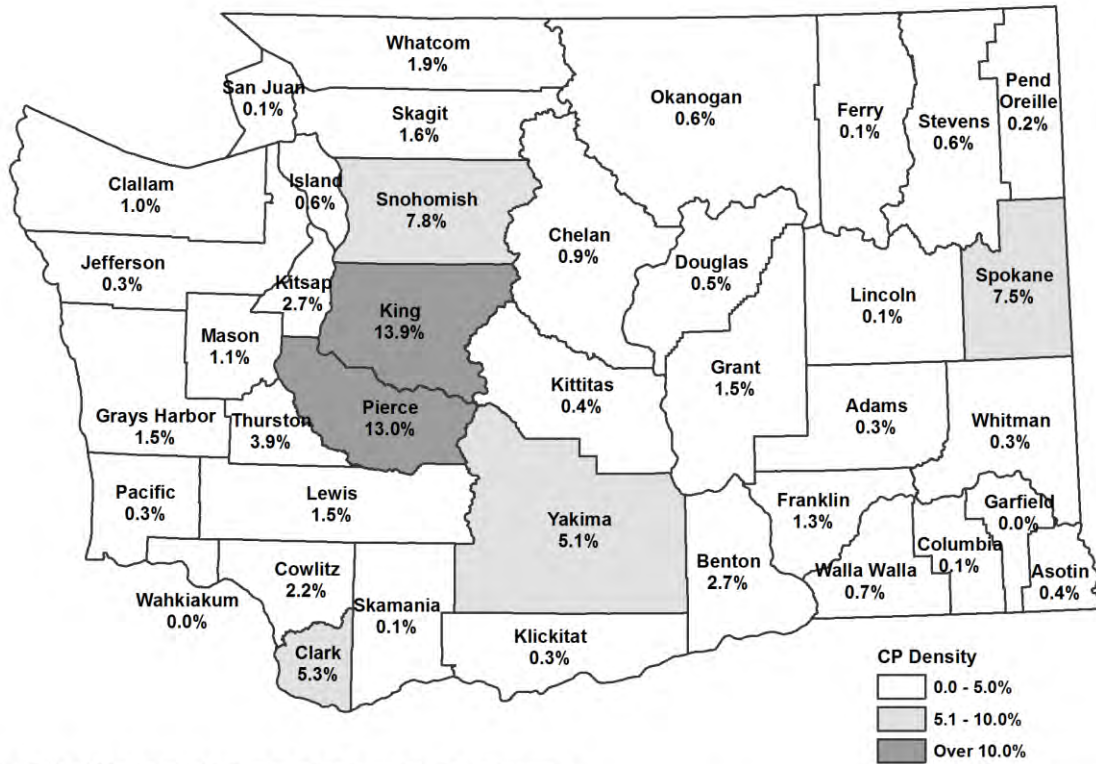 Whatcom
1.9%
San Juan
0.1%
Skagit
1.6%
Okanogan
0.6%
Ferry
0.1%
Stevens
0.6%
Pend
Oreille
0.2%
Clallam
1.0%
Island
0.6%
Snohomish
7.8%
Chelan
0.9%
Douglas
0.5%
Jefferson
0.3%
Kitsap
2.7%
King
13.9%
Lincoln
0.1%
Spokane
7.5%
Mason
1.1%
Kittitas
0.4%
Grant
1.5%
Grays Harbor
1.5%
Thurston
3.9%
Pierce
13.0%
Adams
0.3%
Whitman
0.3%
Pacific
0.3%
Lewis
1.5%
Yakima
5.1%
Franklin
1.3%
Garfield
0.0%
Benton
2.7%
Walla Walla
0.7%
Columbia
0.1%
Asotin
0.4%
Wahkiakum
0.0%
Cowlitz
2.2%
Skamania
0.1%
Clark
5.3%
Klickitat
0.3%
CP Density
0.0 - 5.0%
5.1 - 10.0%
Over 10.0%